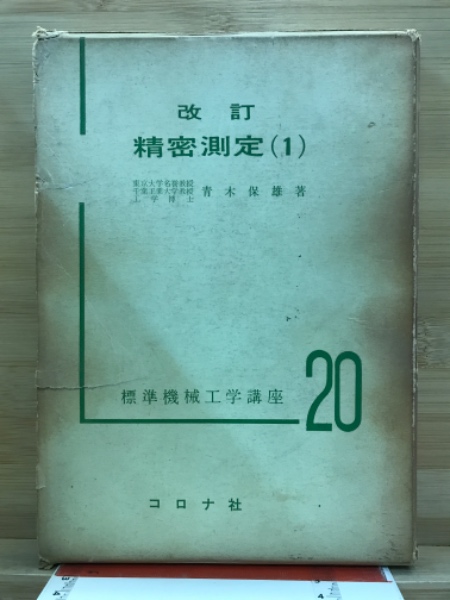 改訂
精密測定(1)
東京大学名誉教授
千葉工業大学教授
工学博士
青木保雄著
標準機械工学講座
20
コロナ社